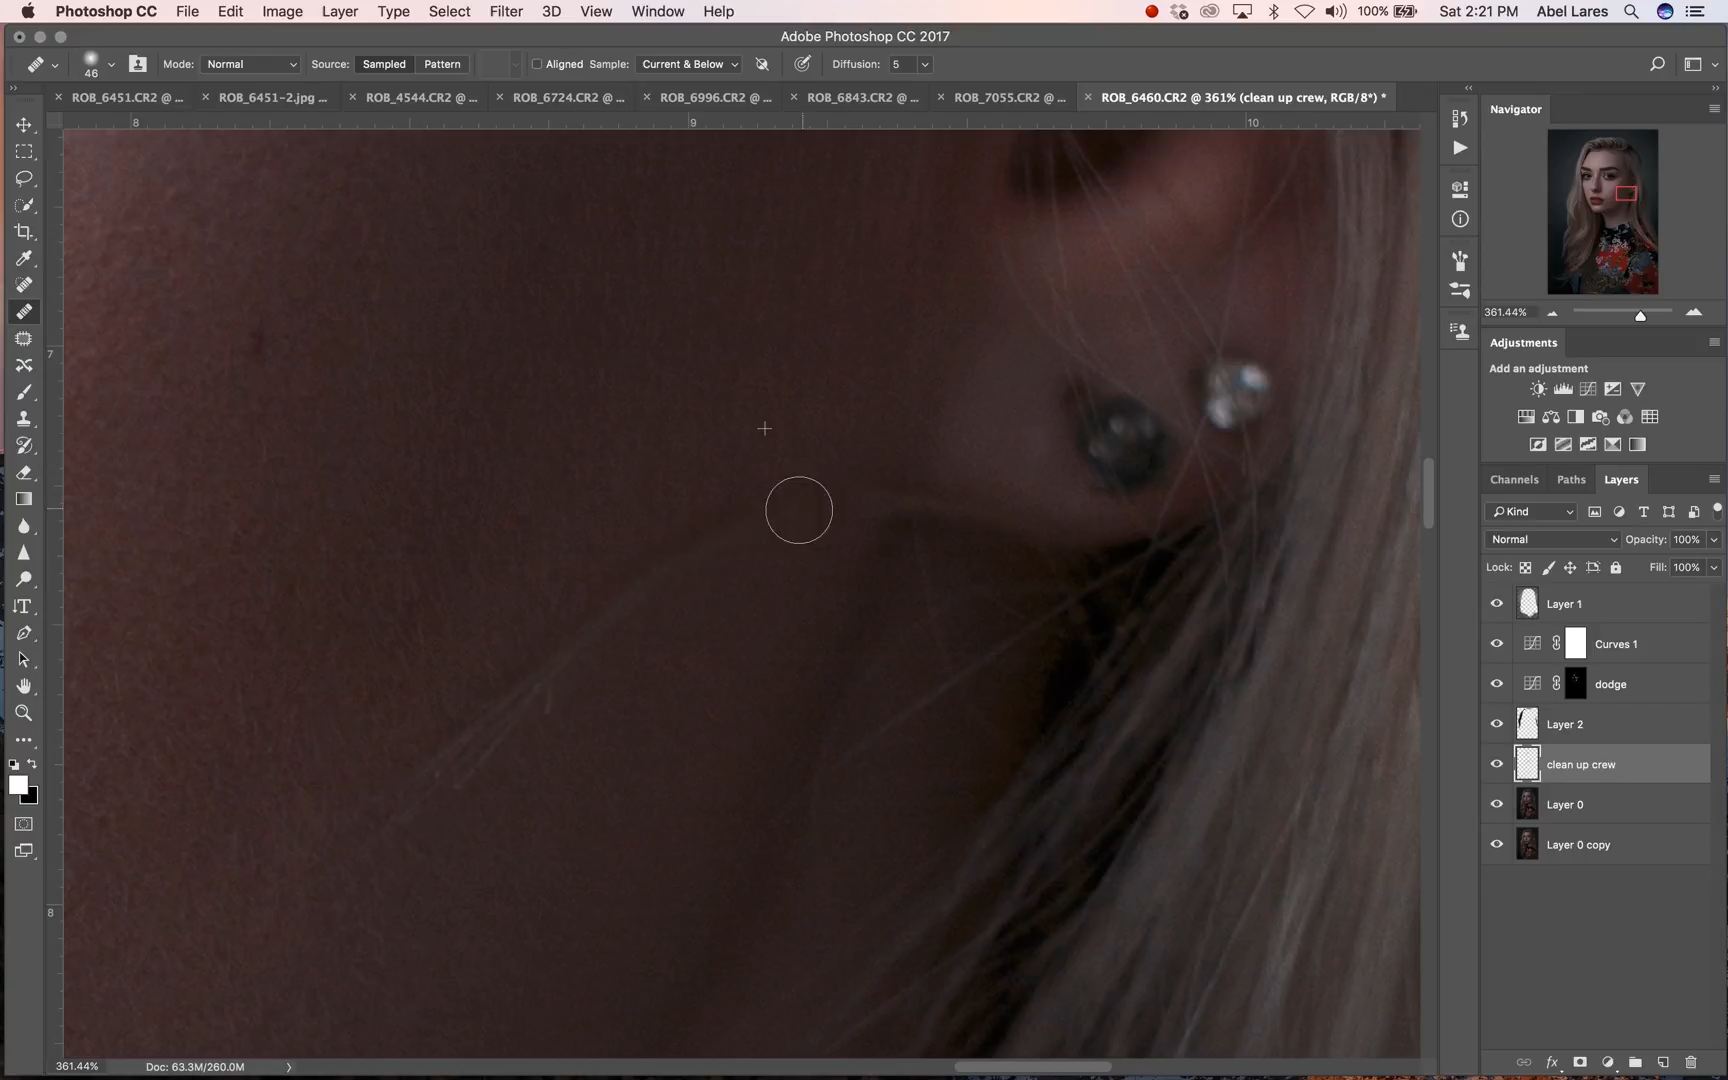 Photoshop CC File Edit Image Layer Type Select Filter 3D View Window Help 100% Sat 2:21 PM Abel Lares
Adobe Photoshop CC 2017
46 Mode: Normal Source: Sampled Pattern Aligned Sample: Current & Below Diffusion: 5
ROB_6451.CR2 @ ... ROB_6451-2.jpg ... ROB_4544.CR2 @ ... ROB_6724.CR2 @ ... ROB_6996.CR2 @ ... ROB_6843.CR2 @ ... ROB_7055.CR2 @ ... ROB_6460.CR2 @ 361% (clean up crew, RGB/8*) *
8 9 10
7
8
Navigator
361.44%
Adjustments
Add an adjustment
Channels Paths Layers
Kind
Normal Opacity: 100%
Lock: Fill: 100%
Layer 1
Curves 1
dodge
Layer 2
clean up crew
Layer 0
Layer 0 copy
361.44% Doc: 63.3M/260.0M